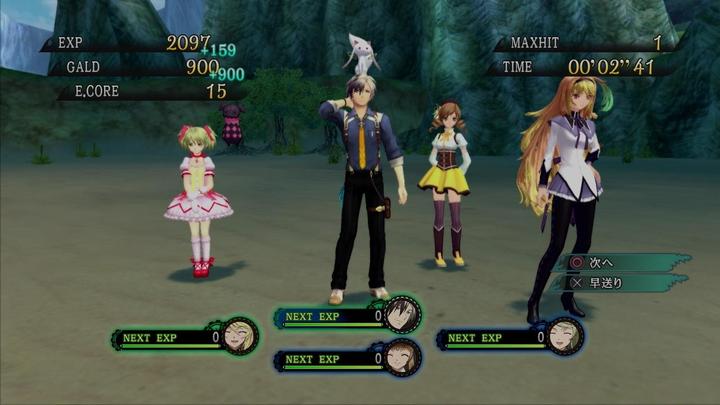 EXP 2097 +159
GALD 900 +900
E,CORE 15
MAXHIT 1
TIME 00'02"41
次へ
早送り
NEXT EXP 0
NEXT EXP 0
NEXT EXP 0
NEXT EXP 0